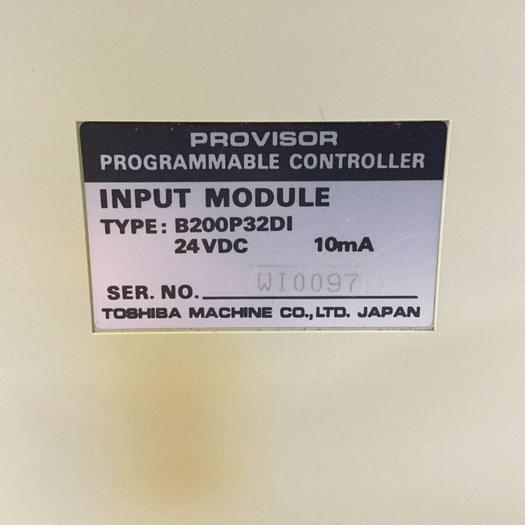 PROVISOR
PROGRAMMABLE CONTROLLER
INPUT MODULE
TYPE: B200P32DI
24VDC 10mA
SER. NO. WI0097
TOSHIBA MACHINE CO., LTD. JAPAN